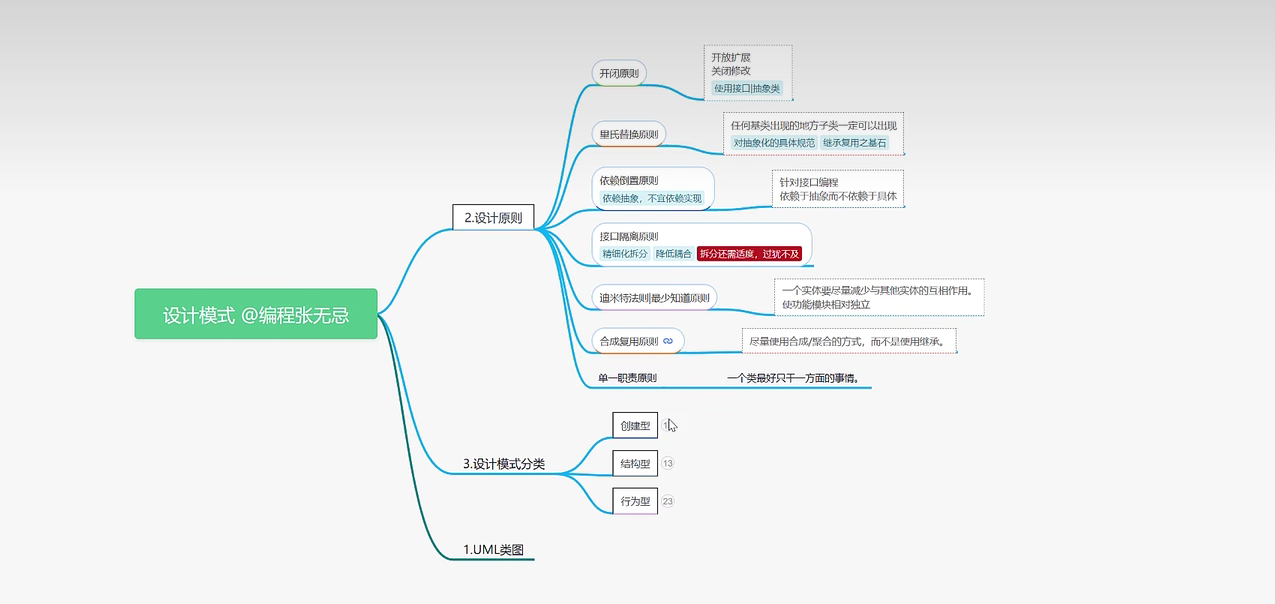 设计模式 @编程张无忌
2.设计原则
开闭原则
开放扩展
关闭修改
使用接口|抽象类
里氏替换原则
任何基类出现的地方子类一定可以出现
对抽象化的具体规范 继承复用之基石
依赖倒置原则
依赖抽象，不宜依赖实现
针对接口编程
依赖于抽象而不依赖于具体
接口隔离原则
精细化拆分 降低耦合 拆分还需适度，过犹不及
迪米特法则|最少知道原则
一个实体要尽量减少与其他实体的互相作用。
使功能模块相对独立
合成复用原则
尽量使用合成/聚合的方式，而不是使用继承。
单一职责原则
一个类最好只干一方面的事情。
3.设计模式分类
创建型
结构型 13
行为型 23
1.UML类图